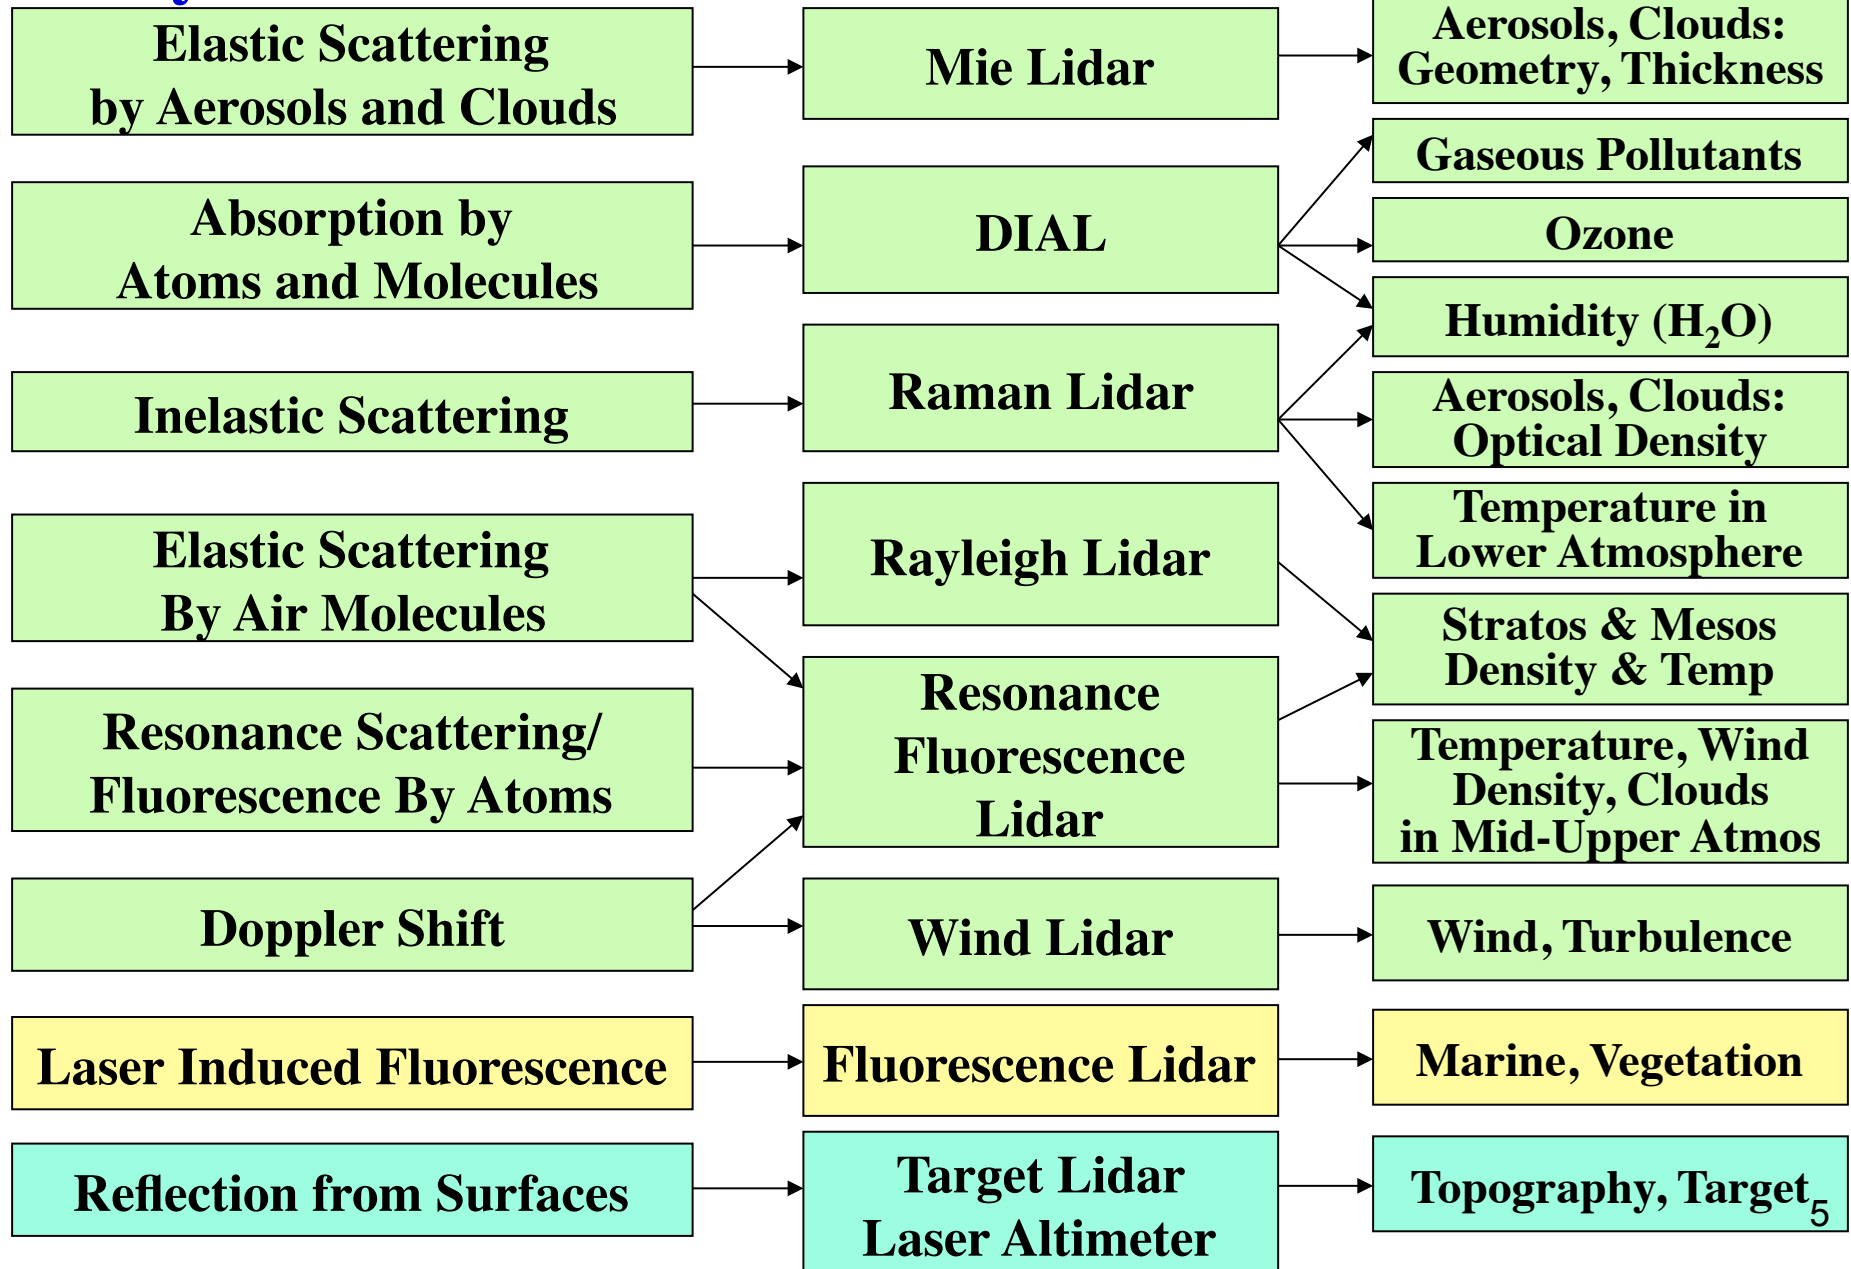 Elastic Scattering
by Aerosols and Clouds
Mie Lidar
Aerosols, Clouds:
Geometry, Thickness
Absorption by
Atoms and Molecules
DIAL
Gaseous Pollutants
Ozone
Humidity (H₂O)
Inelastic Scattering
Raman Lidar
Aerosols, Clouds:
Optical Density
Temperature in
Lower Atmosphere
Elastic Scattering
By Air Molecules
Rayleigh Lidar
Stratos & Mesos
Density & Temp
Resonance Scattering/
Fluorescence By Atoms
Resonance
Fluorescence
Lidar
Temperature, Wind
Density, Clouds
in Mid-Upper Atmos
Doppler Shift
Wind Lidar
Wind, Turbulence
Laser Induced Fluorescence
Fluorescence Lidar
Marine, Vegetation
Reflection from Surfaces
Target Lidar
Laser Altimeter
Topography, Target
5